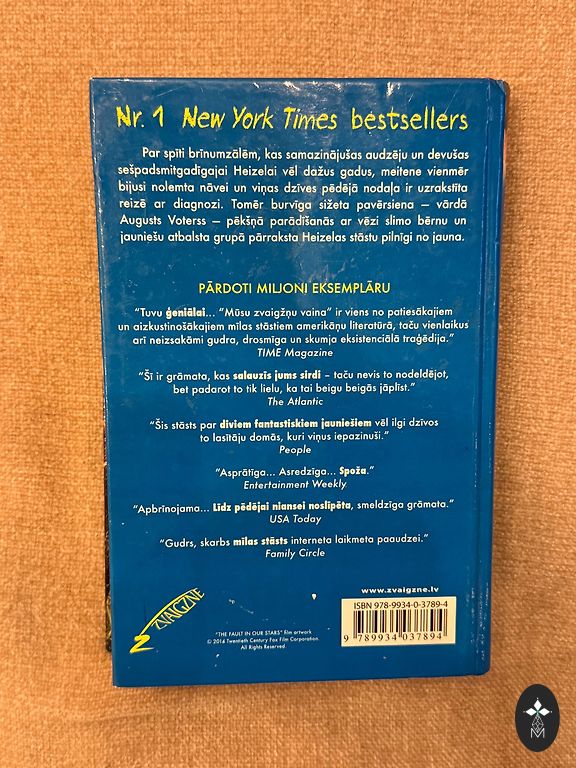 Nr. 1 New York Times bestsellers
Par spīti brīnumzālēm, kas samazinājušas audzēju un devušas
sešpadsmitgadīgajai Heizelai vēl dažus gadus, meitene vienmēr
bijusi nolemta nāvei un viņas dzīves pēdējā nodaļa ir uzrakstīta
reizē ar diagnozi. Tomēr burvīga sižeta pavērsiena – vārdā
Augusts Voterss – pēkšņā parādīšanās ar vēzi slimo bērnu un
jauniešu atbalsta grupā pārraksta Heizelas stāstu pilnīgi no jauna.
PĀRDOTI MILJONI EKSEMPLĀRU
“Tuvu ģeniālai... “Mūsu zvaigžņu vaina” ir viens no patiesākajiem
un aizkustinošākajiem mīlas stāstiem amerikāņu literatūrā, taču vienlaikus
arī neizsakāmi gudra, drosmīga un skumja eksistenciālā traģēdija.”
TIME Magazine
“Šī ir grāmata, kas salauzīs jums sirdi – taču nevis to nodeldējot,
bet padarot to tik lielu, ka tai beigu beigās jāplīst.”
The Atlantic
“Šis stāsts par diviem fantastiskiem jauniešiem vēl ilgi dzīvos
to lasītāju domās, kuri viņus iepazinuši.”
People
“Asprātīga... Asredzīga... Spoža.”
Entertainment Weekly
“Apbrīnojama... Līdz pēdējai niansei noslīpēta, smeldzīga grāmata.”
USA Today
“Gudrs, skarbs mīlas stāsts interneta laikmeta paaudzei.”
Family Circle
www.zvaigzne.lv
ISBN 978-9934-0-3789-4
9 789934 037894
ZVAIGZNE
"THE FAULT IN OUR STARS" film artwork
© 2014 Twentieth Century Fox Film Corporation.
All Rights Reserved.
M